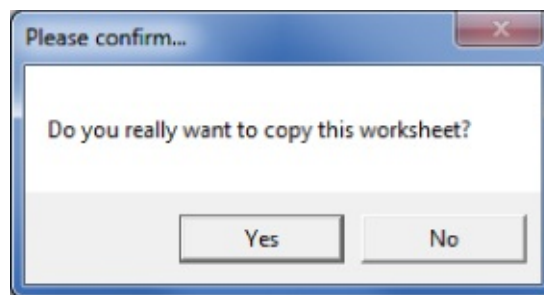 Please confirm...
Do you really want to copy this worksheet?
Yes
No